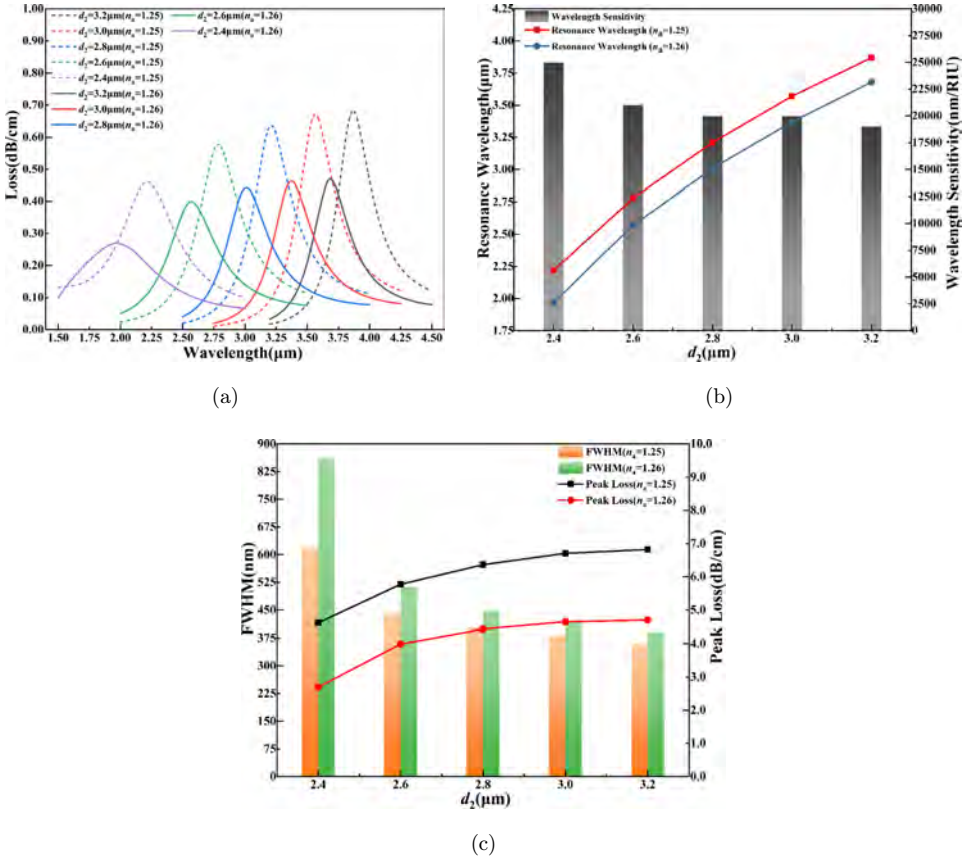 1.00
0.90
0.80
0.70
0.60
0.50
0.40
0.30
0.20
0.10
0.00
Loss(dB/cm)
d2=3.2μm(na=1.25)
d2=3.0μm(na=1.25)
d2=2.8μm(na=1.25)
d2=2.6μm(na=1.25)
d2=2.4μm(na=1.25)
d2=3.2μm(na=1.26)
d2=3.0μm(na=1.26)
d2=2.8μm(na=1.26)
d2=2.6μm(na=1.26)
d2=2.4μm(na=1.26)
1.50 1.75 2.00 2.25 2.50 2.75 3.00 3.25 3.50 3.75 4.00 4.25 4.50
Wavelength(μm)
(a)
4.25
4.00
3.75
3.50
3.25
3.00
2.75
2.50
2.25
2.00
1.75
Resonance Wavelength(μm)
Wavelength Sensitivity
Resonance Wavelength (na=1.25)
Resonance Wavelength (na=1.26)
30000
27500
25000
22500
20000
17500
15000
12500
10000
7500
5000
2500
0
Wavelength Sensitivity(nm/RIU)
2.4 2.6 2.8 3.0 3.2
d2(μm)
(b)
900
825
750
675
600
525
450
375
300
225
150
75
0
FWHM(nm)
FWHM(na=1.25)
FWHM(na=1.26)
Peak Loss(na=1.25)
Peak Loss(na=1.26)
10.0
9.0
8.0
7.0
6.0
5.0
4.0
3.0
2.0
1.0
0.0
Peak Loss(dB/cm)
2.4 2.6 2.8 3.0 3.2
d2(μm)
(c)